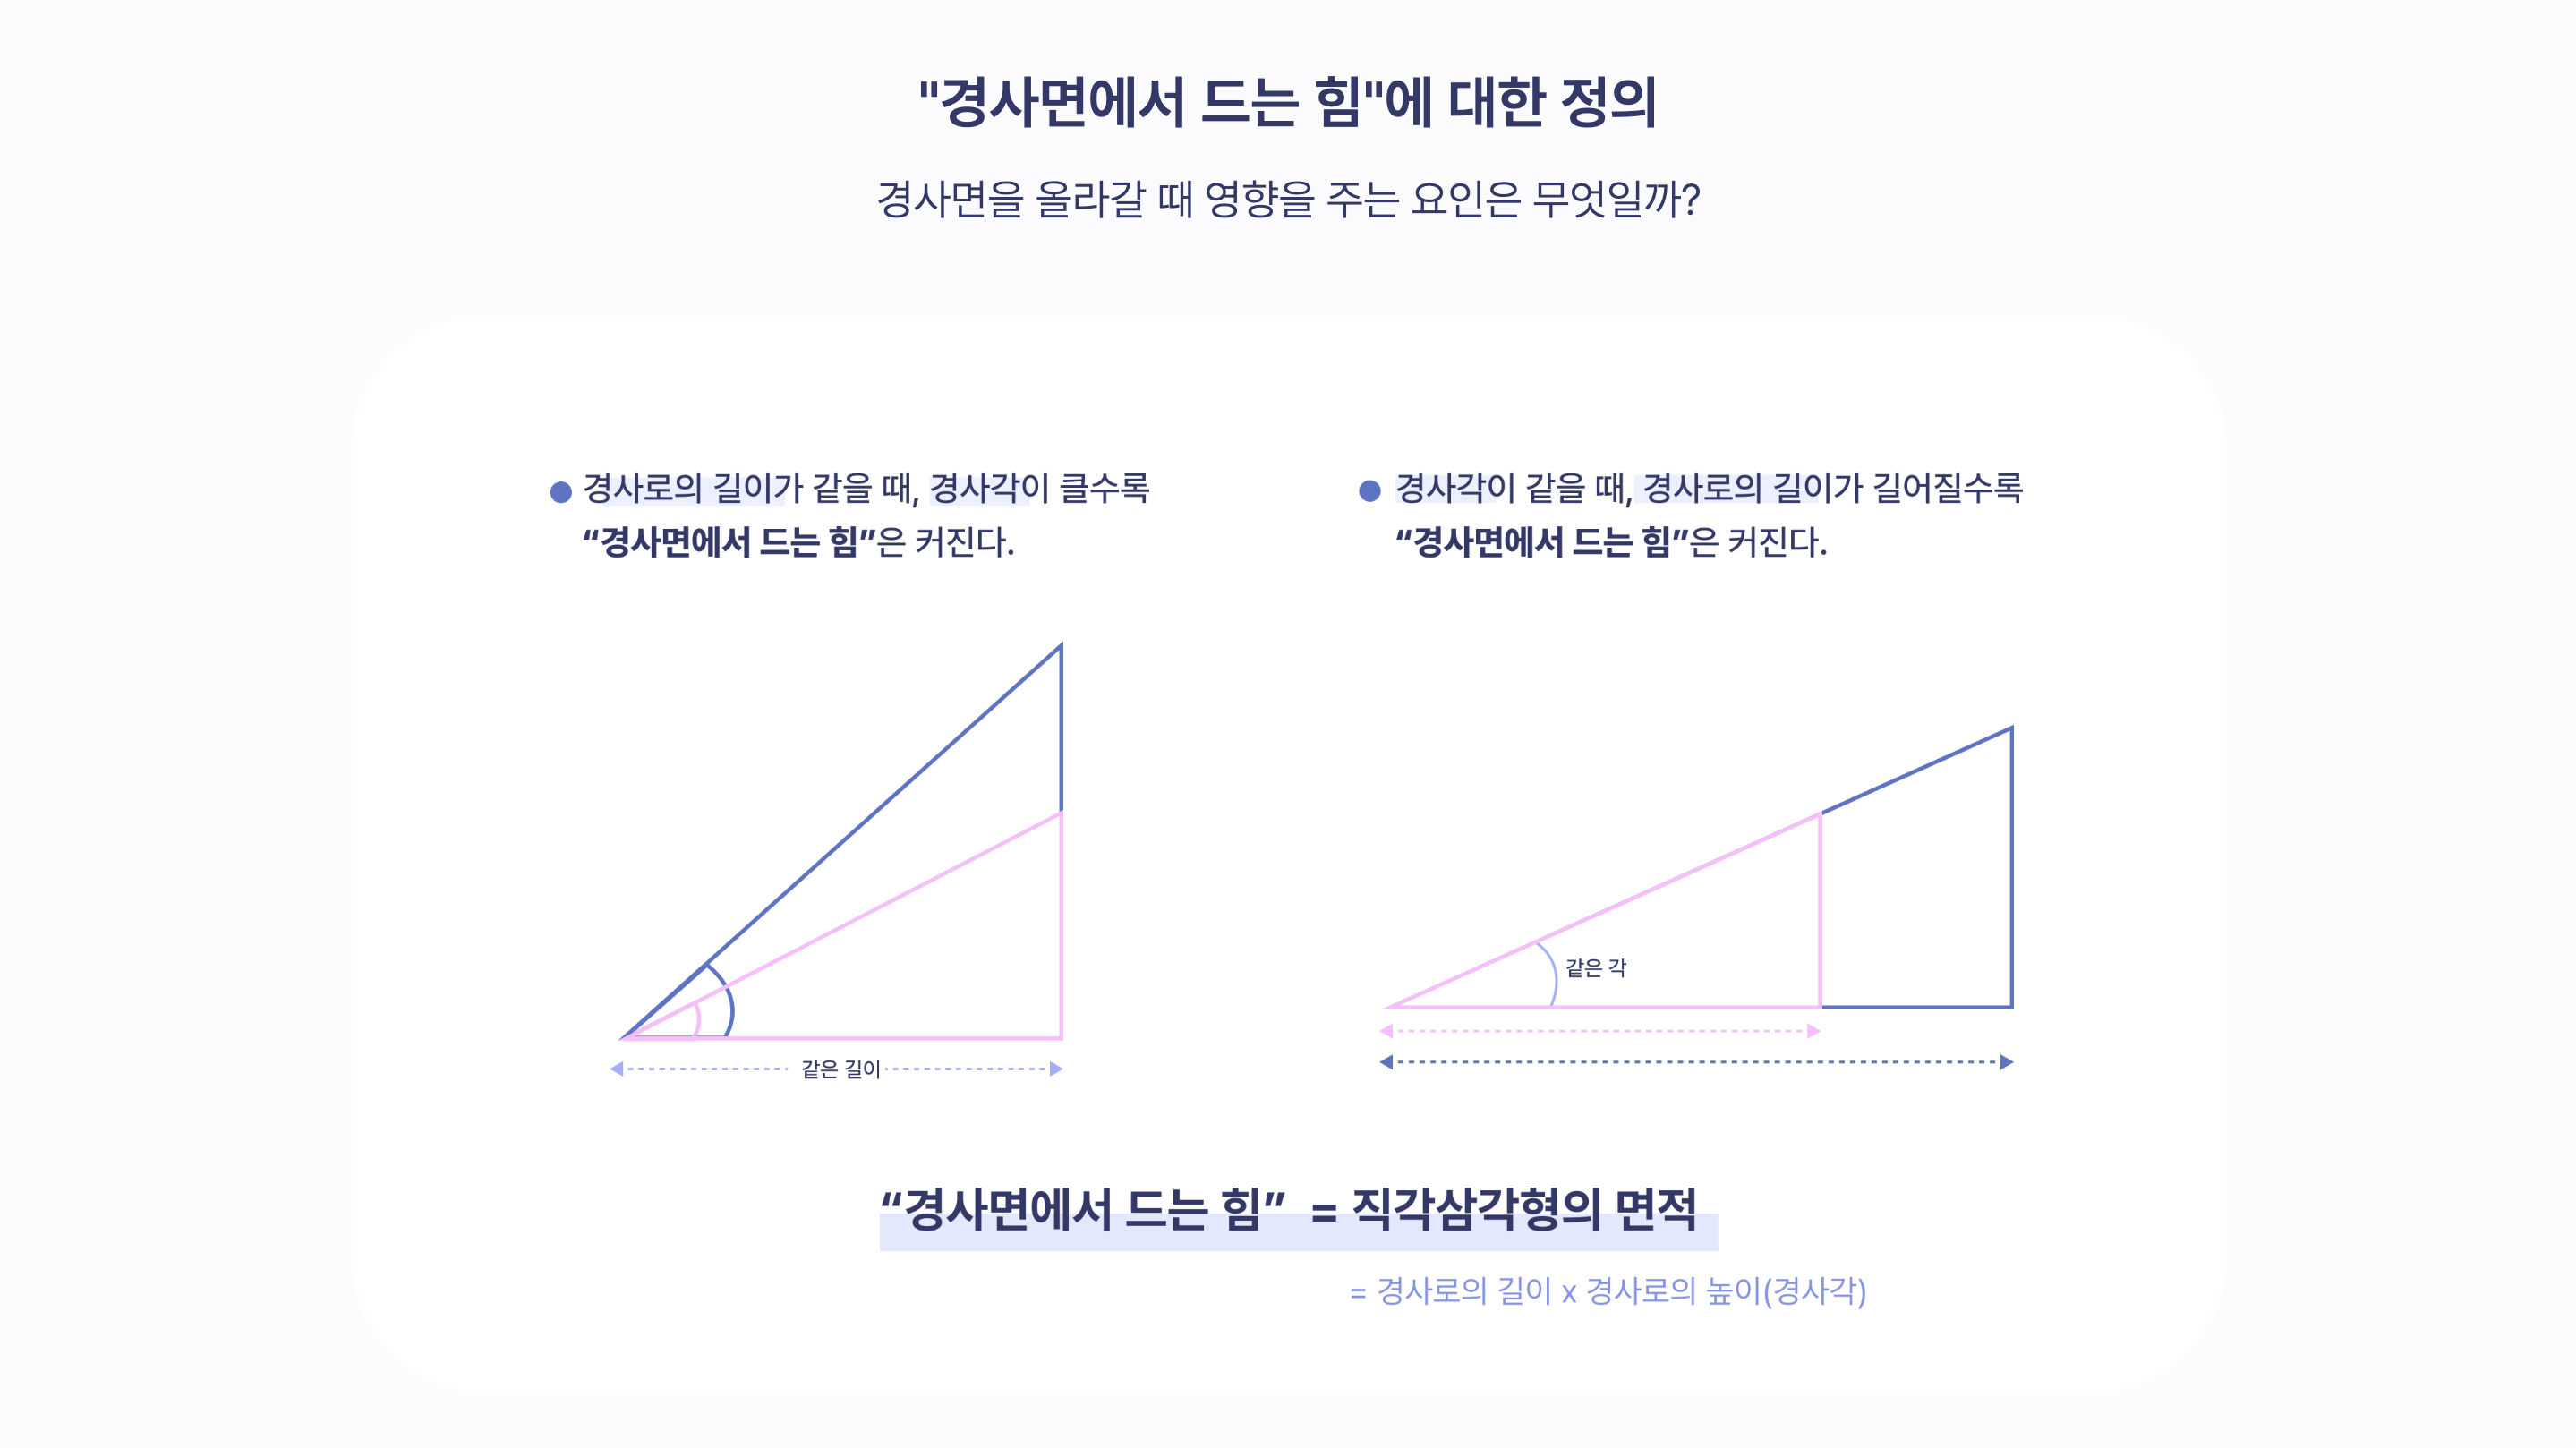 "경사면에서 드는 힘"에 대한 정의
경사면을 올라갈 때 영향을 주는 요인은 무엇일까?
경사로의 길이가 같을 때, 경사각이 클수록
“경사면에서 드는 힘”은 커진다.
경사각이 같을 때, 경사로의 길이가 길어질수록
“경사면에서 드는 힘”은 커진다.
같은 길이
같은 각
“경사면에서 드는 힘” = 직각삼각형의 면적
= 경사로의 길이 x 경사로의 높이(경사각)